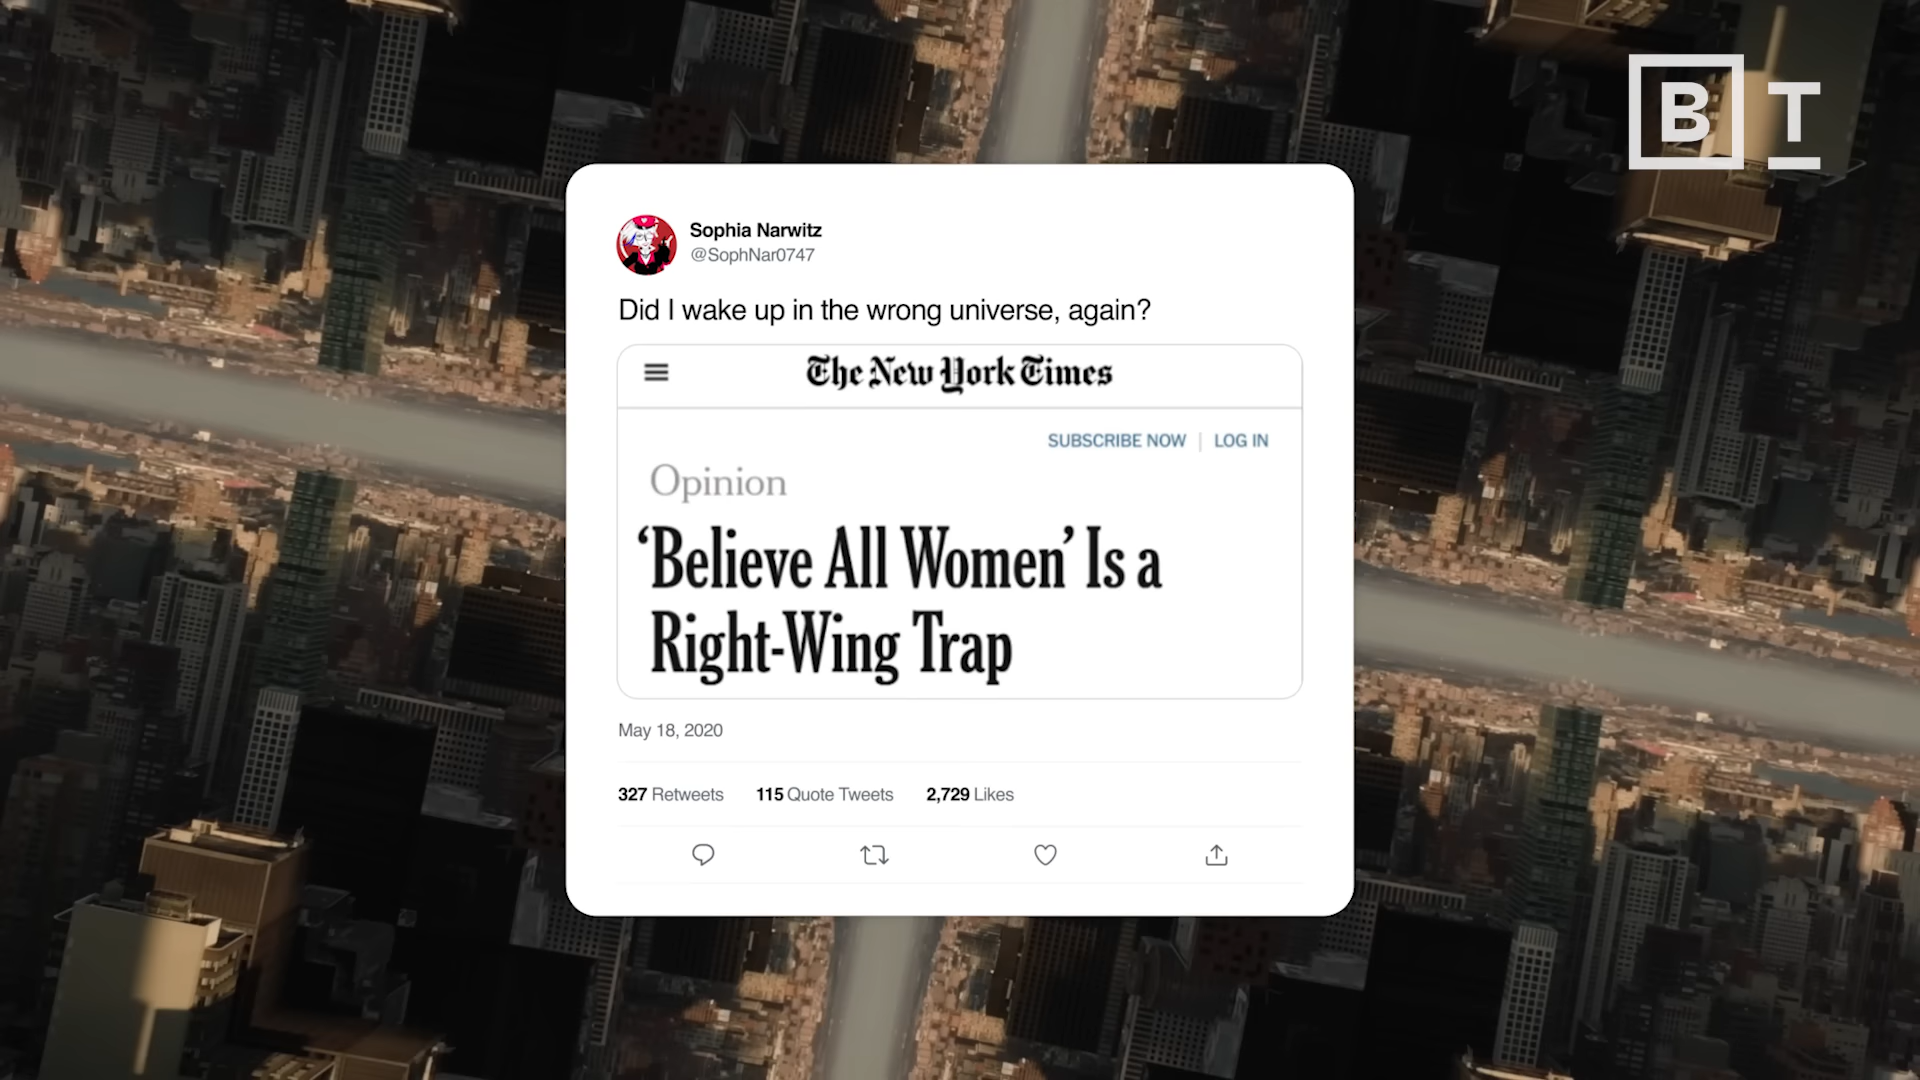 B T
Sophia Narwitz
@SophNar0747
Did I wake up in the wrong universe, again?
The New York Times
SUBSCRIBE NOW | LOG IN
Opinion
‘Believe All Women’ Is a
Right-Wing Trap
May 18, 2020
327 Retweets 115 Quote Tweets 2,729 Likes